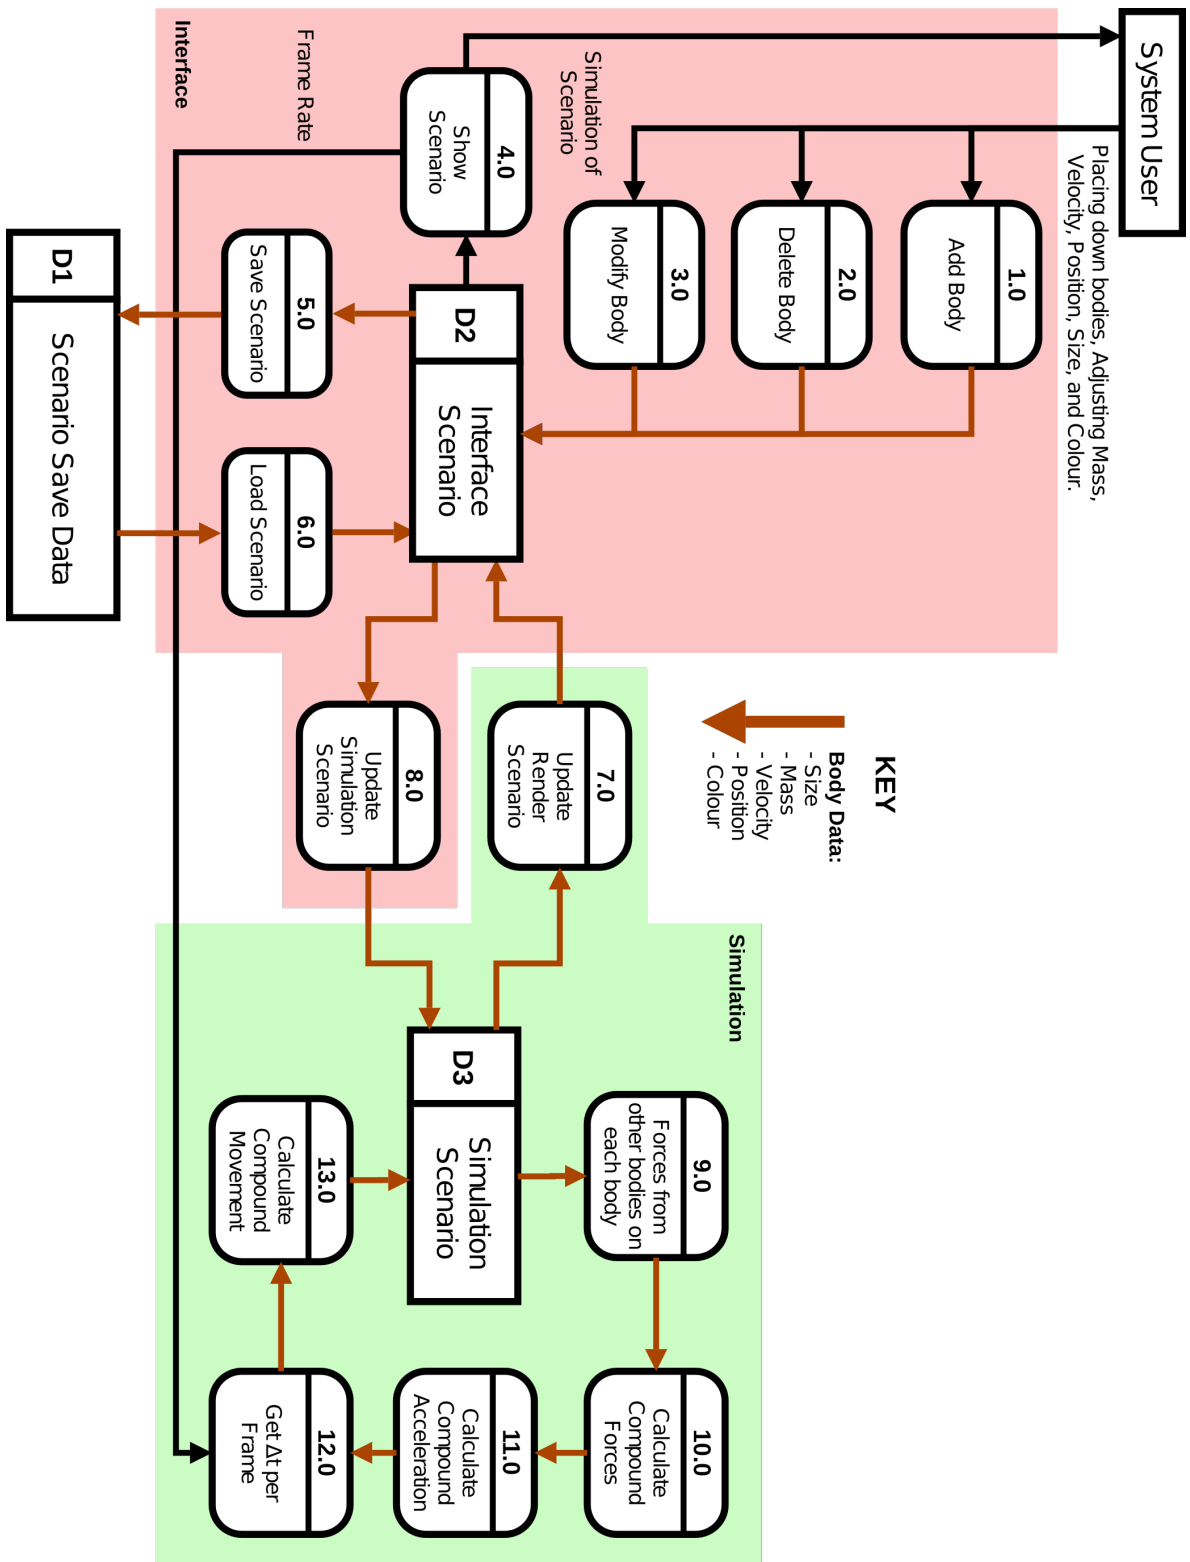 System User
Placing down bodies, Adjusting Mass,
Velocity, Position, Size, and Colour.
1.0
Add Body
2.0
Delete Body
3.0
Modify Body
Simulation of
Scenario
4.0
Show
Scenario
Frame Rate
Interface
D2
Interface
Scenario
5.0
Save Scenario
6.0
Load Scenario
D1
Scenario Save Data
KEY
Body Data:
- Size
- Mass
- Velocity
- Position
- Colour
7.0
Update
Render
Scenario
8.0
Update
Simulation
Scenario
Simulation
D3
Simulation
Scenario
9.0
Forces from
other bodies on
each body
10.0
Calculate
Compound
Forces
11.0
Calculate
Compound
Acceleration
12.0
Get Δt per
Frame
13.0
Calculate
Compound
Movement